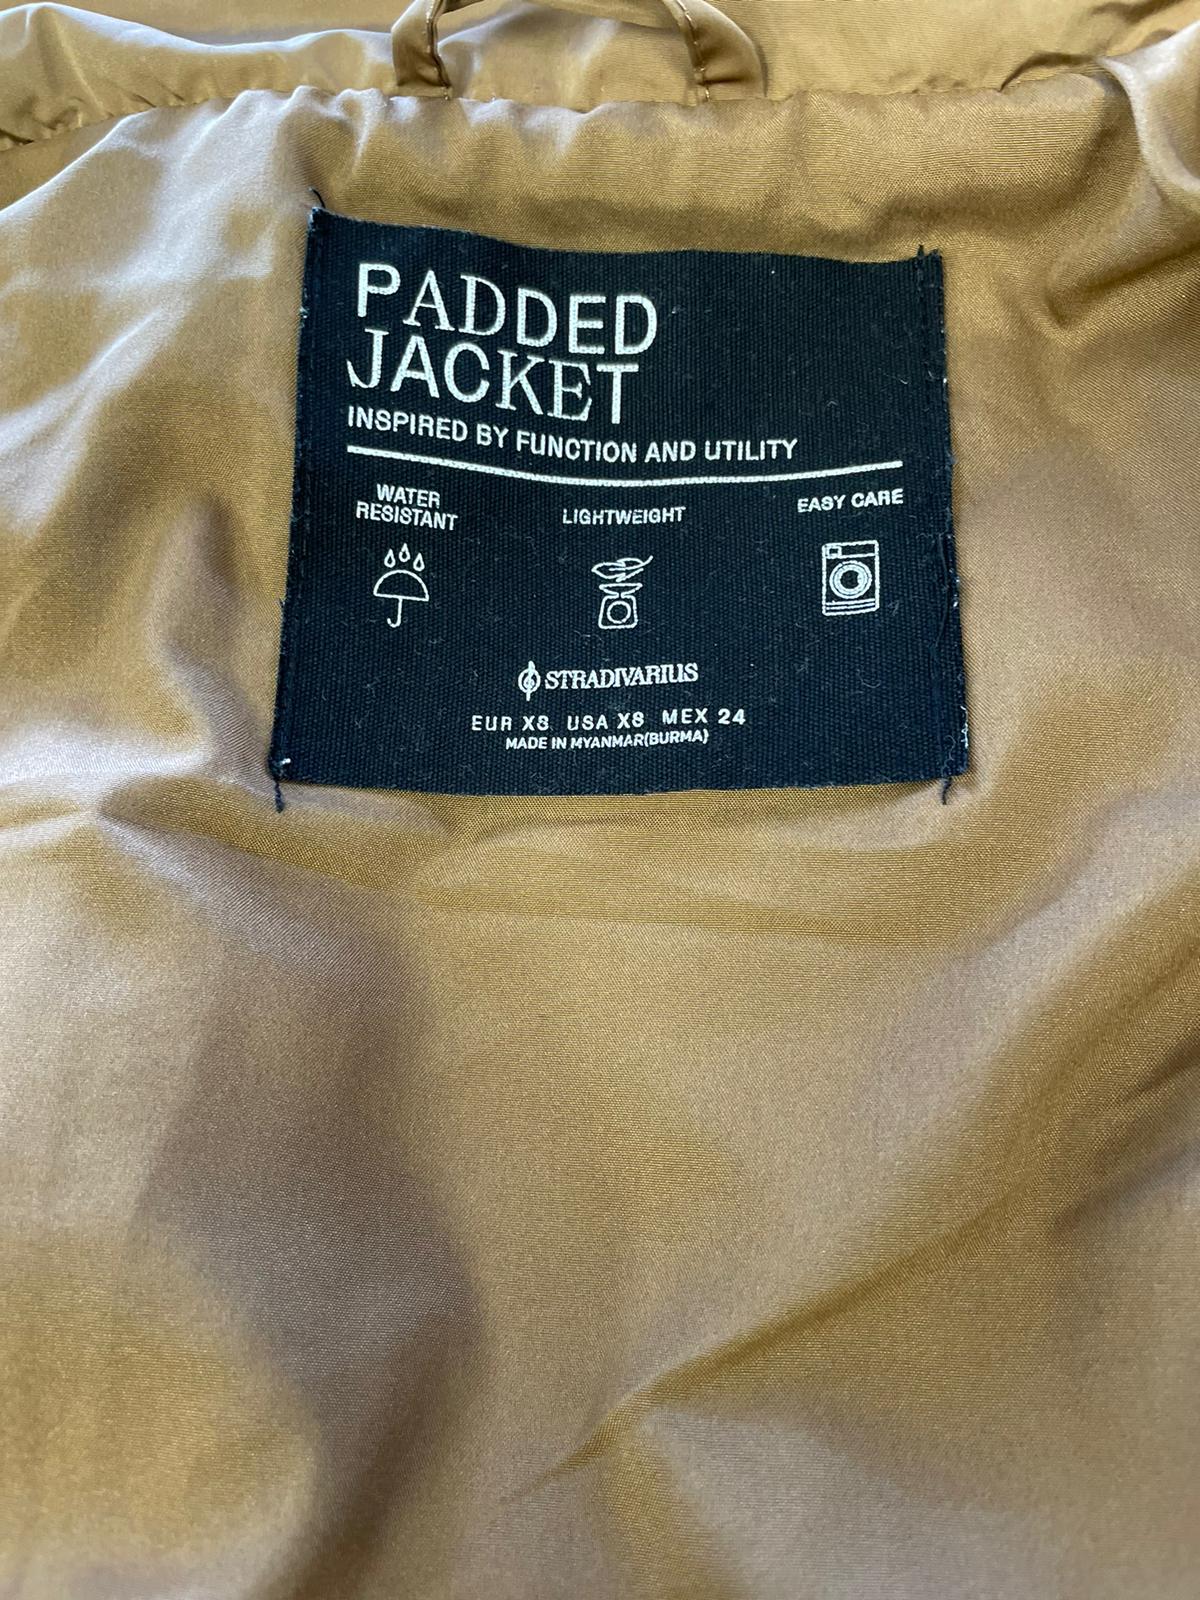 PADDED
JACKET
INSPIRED BY FUNCTION AND UTILITY
WATER
RESISTANT
LIGHTWEIGHT
EASY CARE
STRADIVARIUS
EUR XS USA XS MEX 24
MADE IN MYANMAR(BURMA)